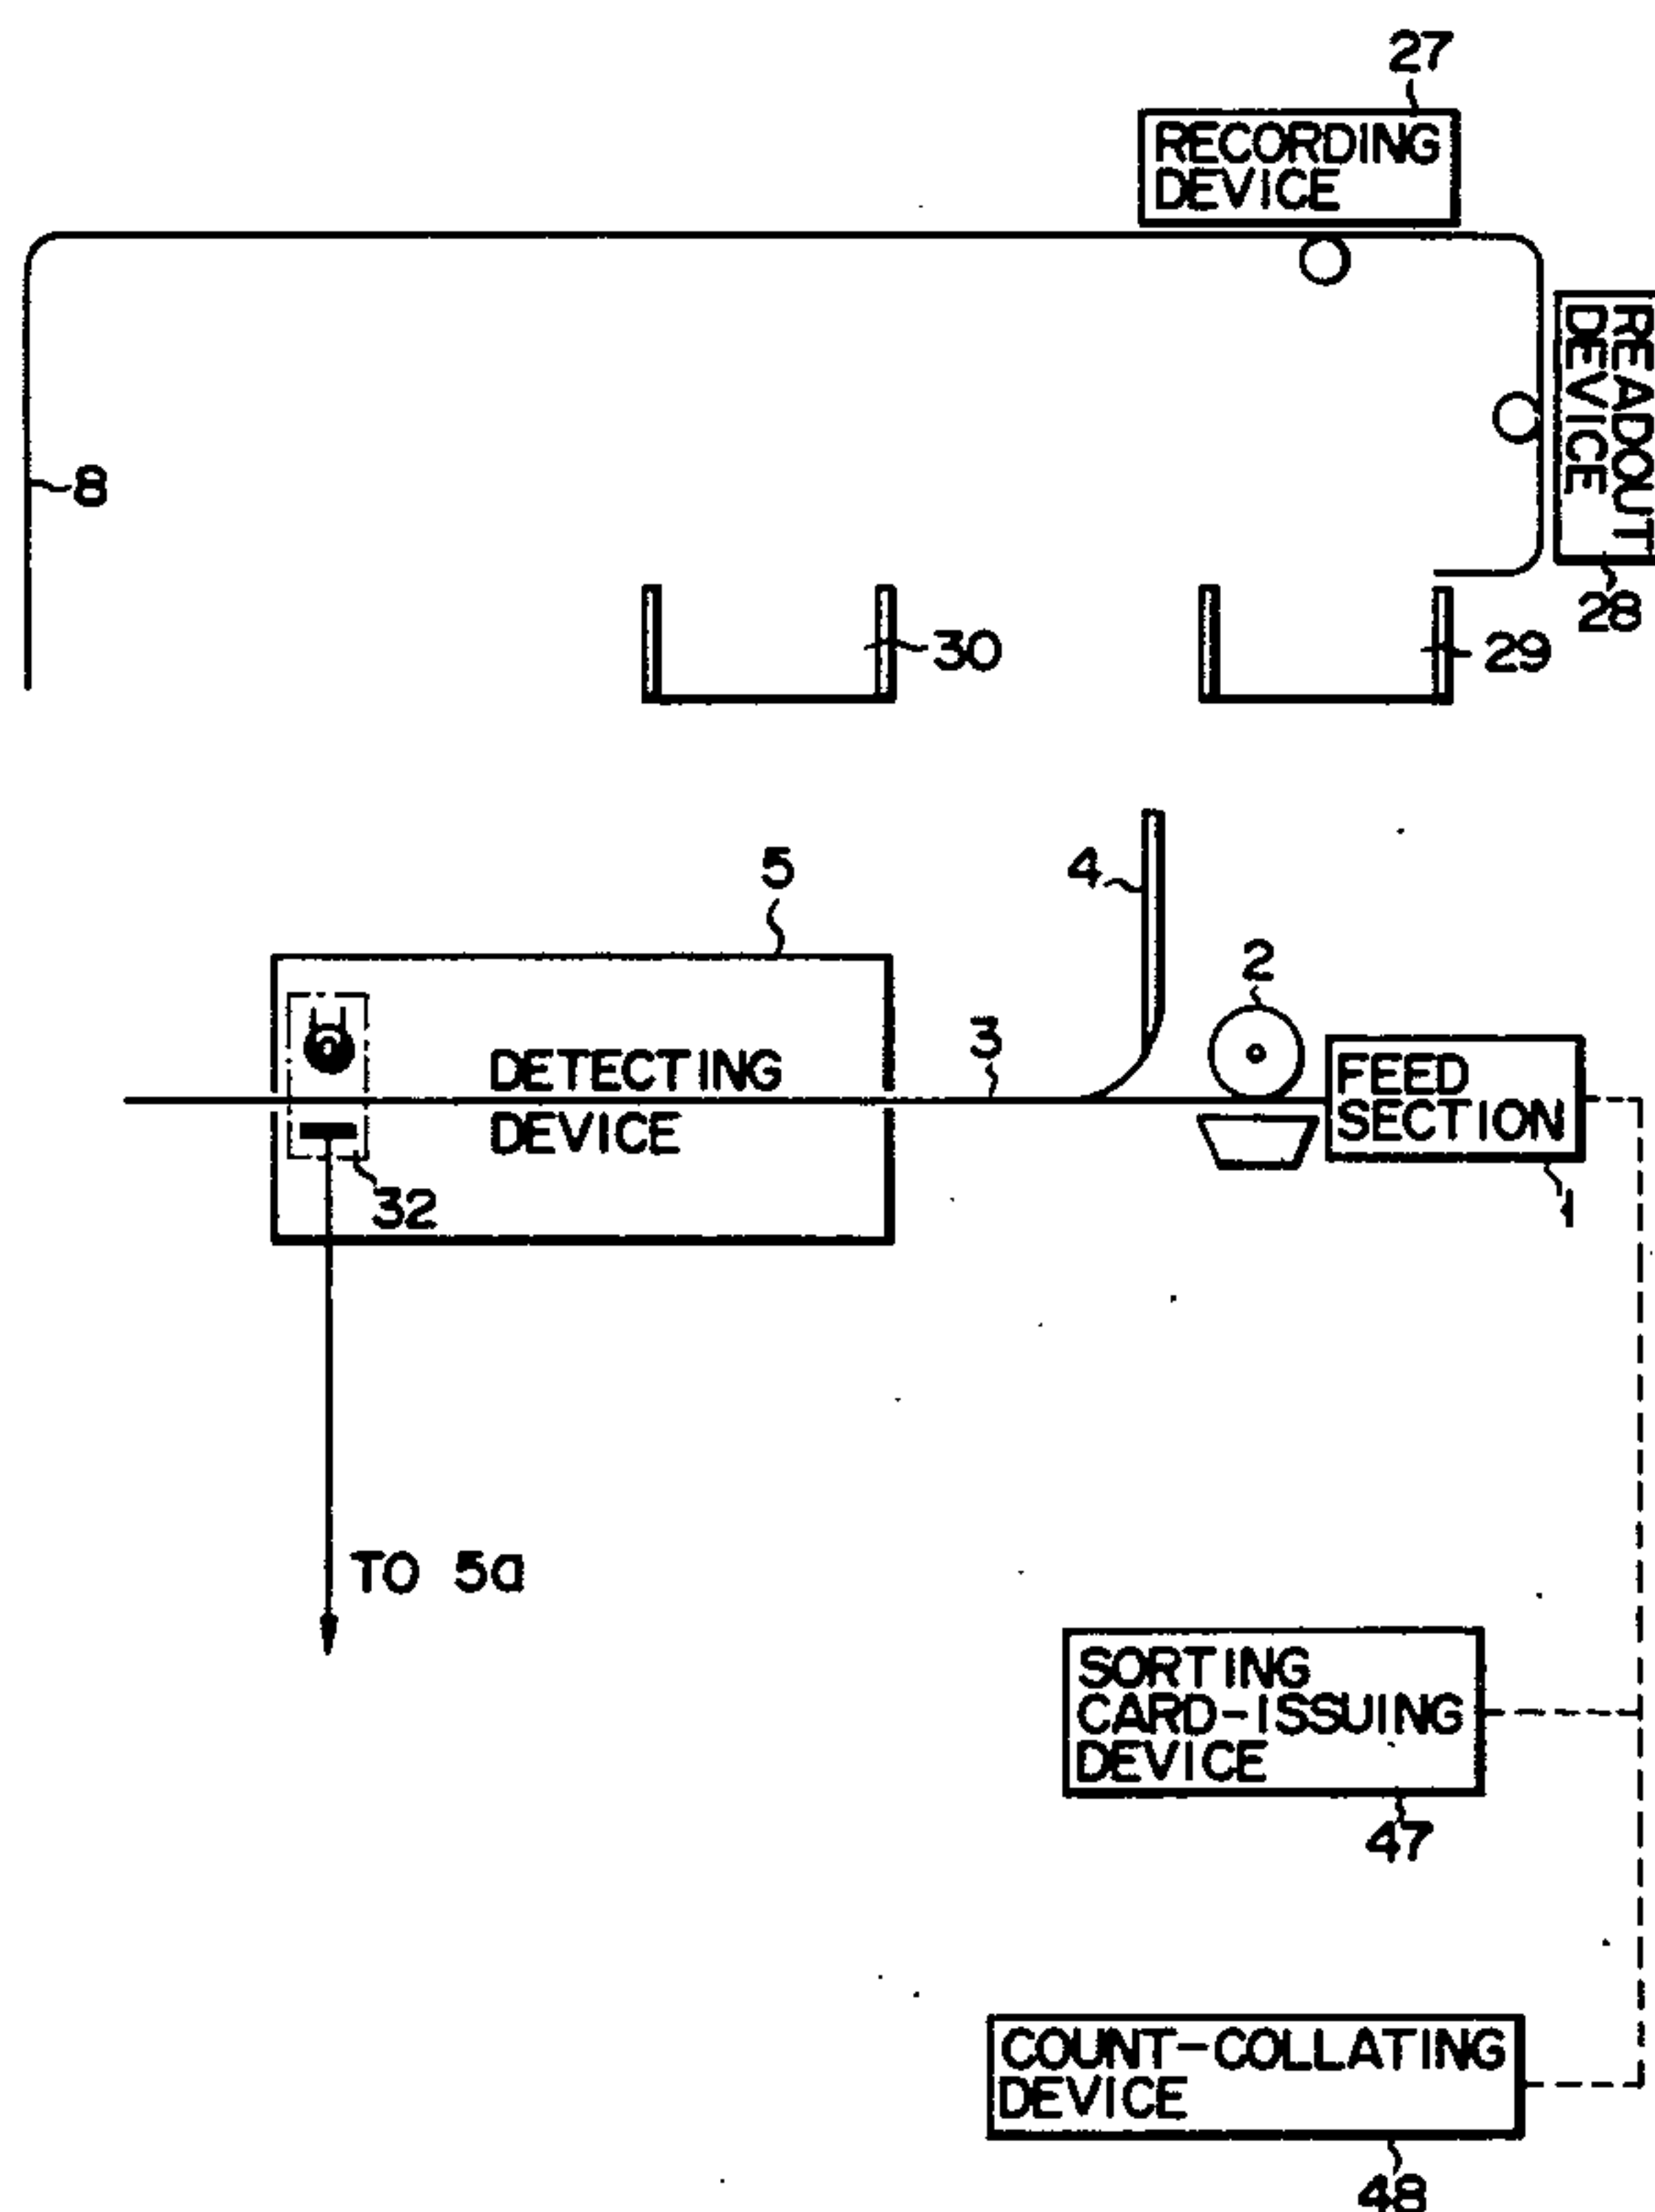 27
RECORDING
DEVICE
READOUT
DEVICE
8
28
30
29
5
4
2
3
DETECTING
DEVICE
FEED
SECTION
32
1
TO 5a
SORTING
CARD-ISSUING
DEVICE
47
COUNT-COLLATING
DEVICE
48